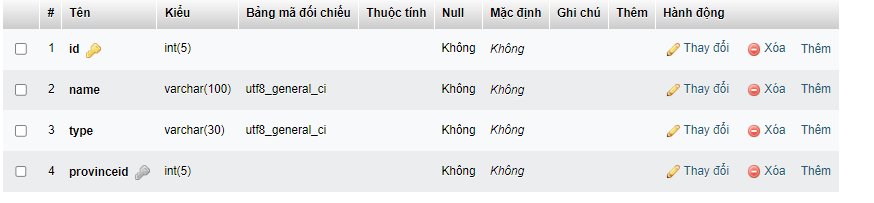 # Tên Kiểu Bảng mã đối chiếu Thuộc tính Null Mặc định Ghi chú Thêm Hành động
1 id int(5) Không Không Thay đổi Xóa Thêm
2 name varchar(100) utf8_general_ci Không Không Thay đổi Xóa Thêm
3 type varchar(30) utf8_general_ci Không Không Thay đổi Xóa Thêm
4 provinceid int(5) Không Không Thay đổi Xóa Thêm